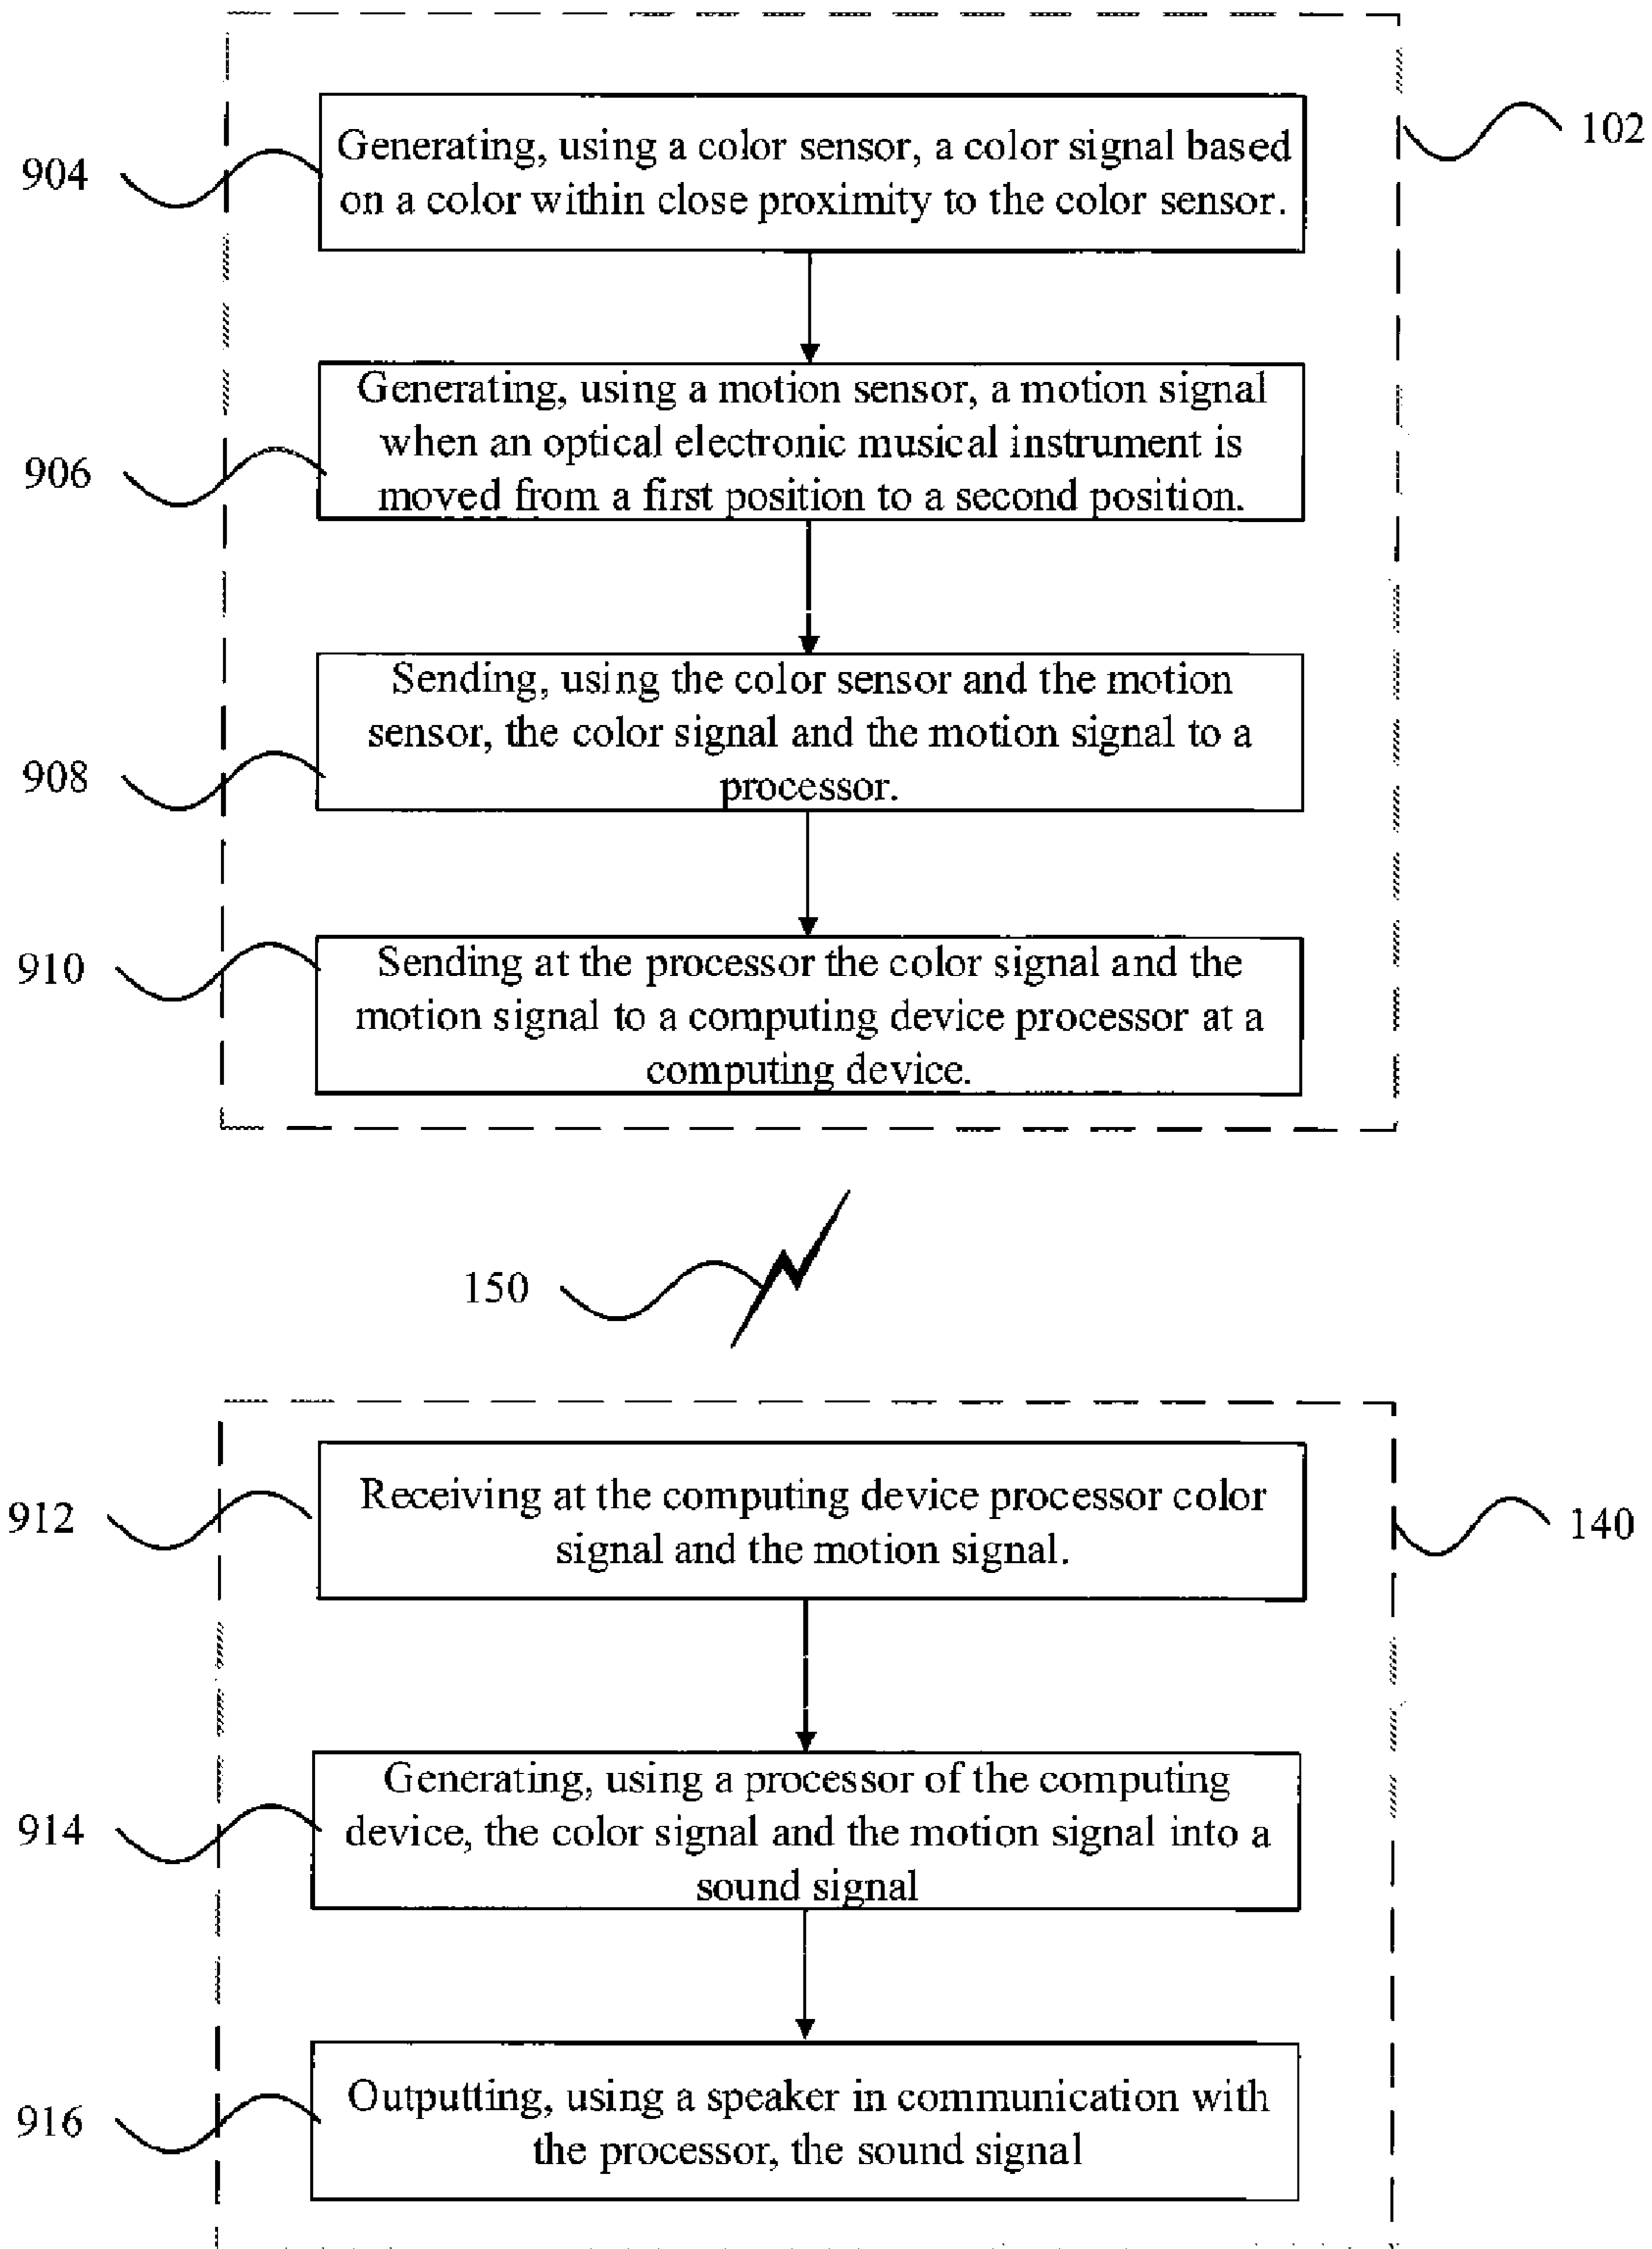 102
904
Generating, using a color sensor, a color signal based
on a color within close proximity to the color sensor.
906
Generating, using a motion sensor, a motion signal
when an optical electronic musical instrument is
moved from a first position to a second position.
908
Sending, using the color sensor and the motion
sensor, the color signal and the motion signal to a
processor.
910
Sending at the processor the color signal and the
motion signal to a computing device processor at a
computing device.
150
912
Receiving at the computing device processor color
signal and the motion signal.
140
914
Generating, using a processor of the computing
device, the color signal and the motion signal into a
sound signal
916
Outputting, using a speaker in communication with
the processor, the sound signal